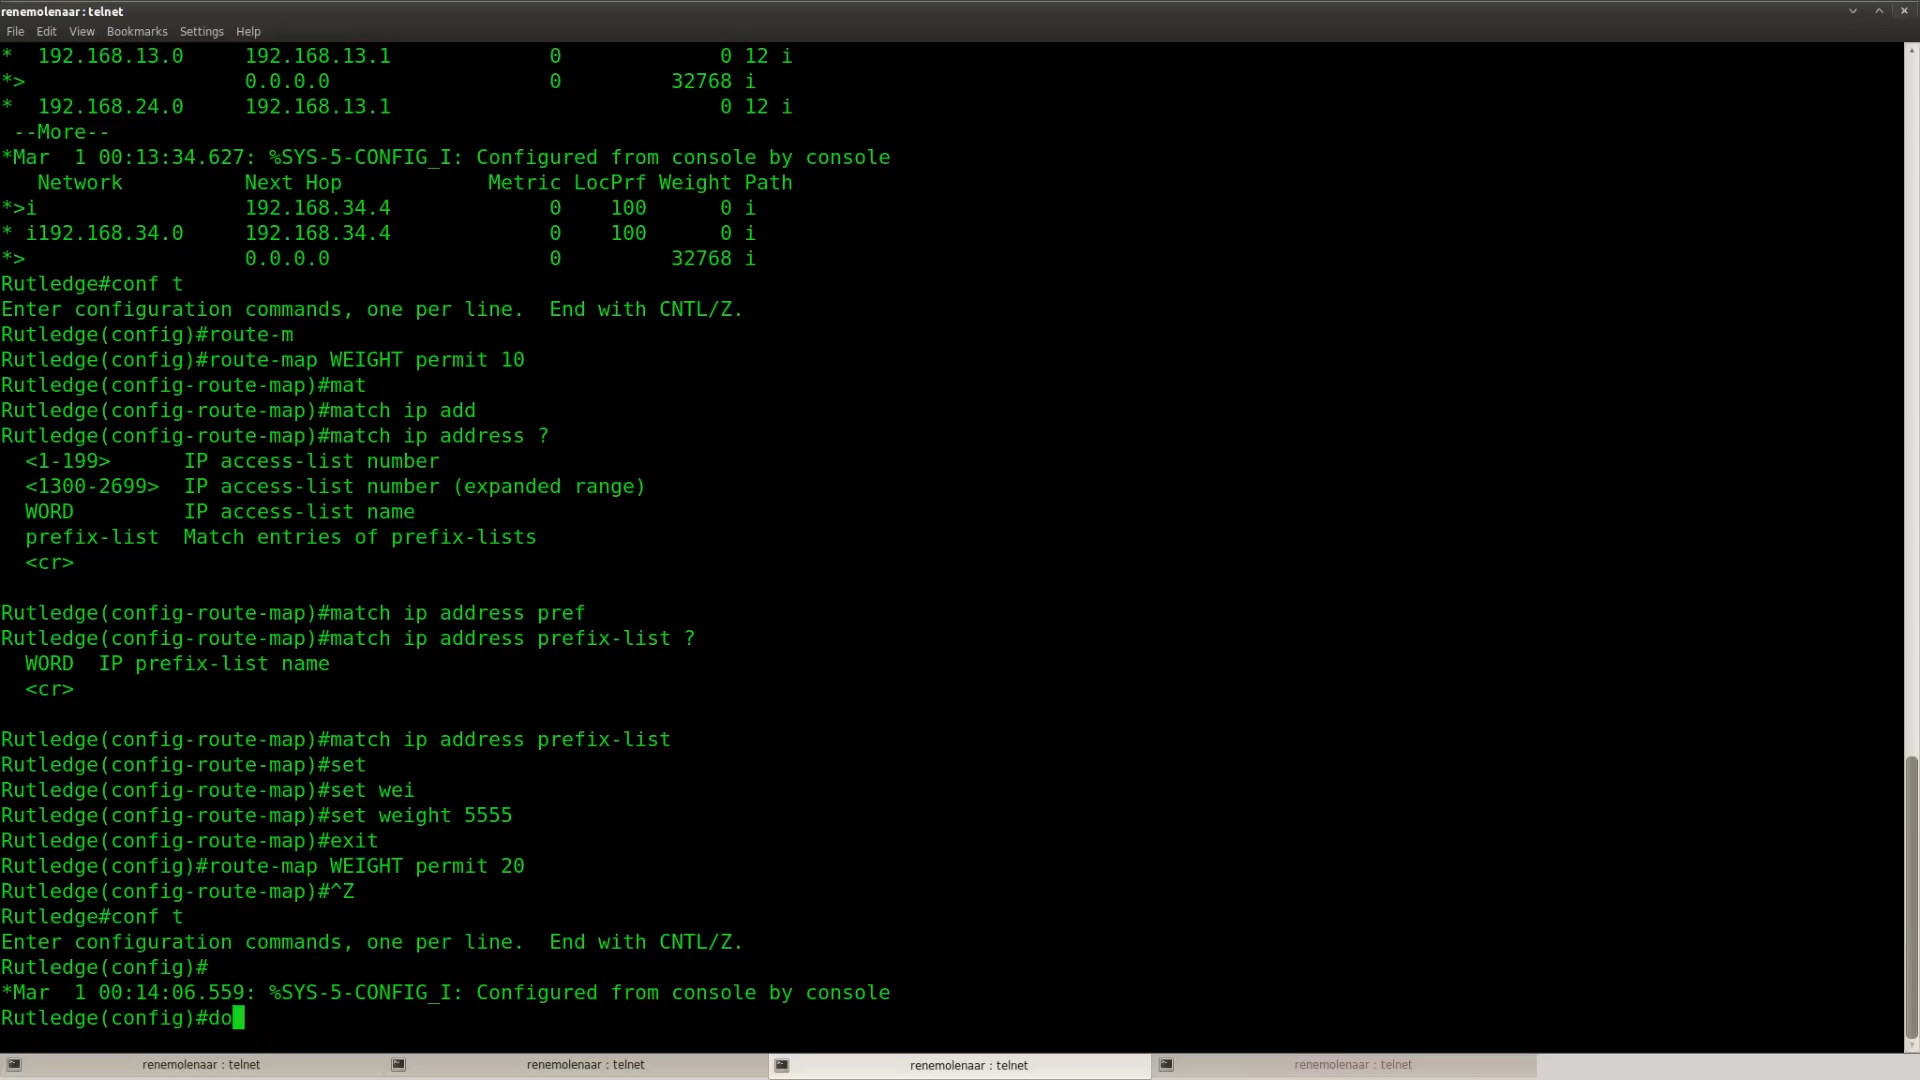 renemolenaar : telnet
File Edit View Bookmarks Settings Help
*  192.168.13.0     192.168.13.1             0             0 12 i
*>                  0.0.0.0                  0         32768 i
*  192.168.24.0     192.168.13.1                           0 12 i
 --More--
*Mar  1 00:13:34.627: %SYS-5-CONFIG_I: Configured from console by console
   Network          Next Hop            Metric LocPrf Weight Path
*>i                 192.168.34.4             0    100      0 i
* i192.168.34.0     192.168.34.4             0    100      0 i
*>                  0.0.0.0                  0         32768 i
Rutledge#conf t
Enter configuration commands, one per line.  End with CNTL/Z.
Rutledge(config)#route-m
Rutledge(config)#route-map WEIGHT permit 10
Rutledge(config-route-map)#mat
Rutledge(config-route-map)#match ip add
Rutledge(config-route-map)#match ip address ?
  <1-199>      IP access-list number
  <1300-2699>  IP access-list number (expanded range)
  WORD         IP access-list name
  prefix-list  Match entries of prefix-lists
  <cr>
Rutledge(config-route-map)#match ip address pref
Rutledge(config-route-map)#match ip address prefix-list ?
  WORD  IP prefix-list name
  <cr>
Rutledge(config-route-map)#match ip address prefix-list
Rutledge(config-route-map)#set
Rutledge(config-route-map)#set wei
Rutledge(config-route-map)#set weight 5555
Rutledge(config-route-map)#exit
Rutledge(config)#route-map WEIGHT permit 20
Rutledge(config-route-map)#^Z
Rutledge#conf t
Enter configuration commands, one per line.  End with CNTL/Z.
Rutledge(config)#
*Mar  1 00:14:06.559: %SYS-5-CONFIG_I: Configured from console by console
Rutledge(config)#do
renemolenaar : telnet renemolenaar : telnet renemolenaar : telnet renemolenaar : telnet